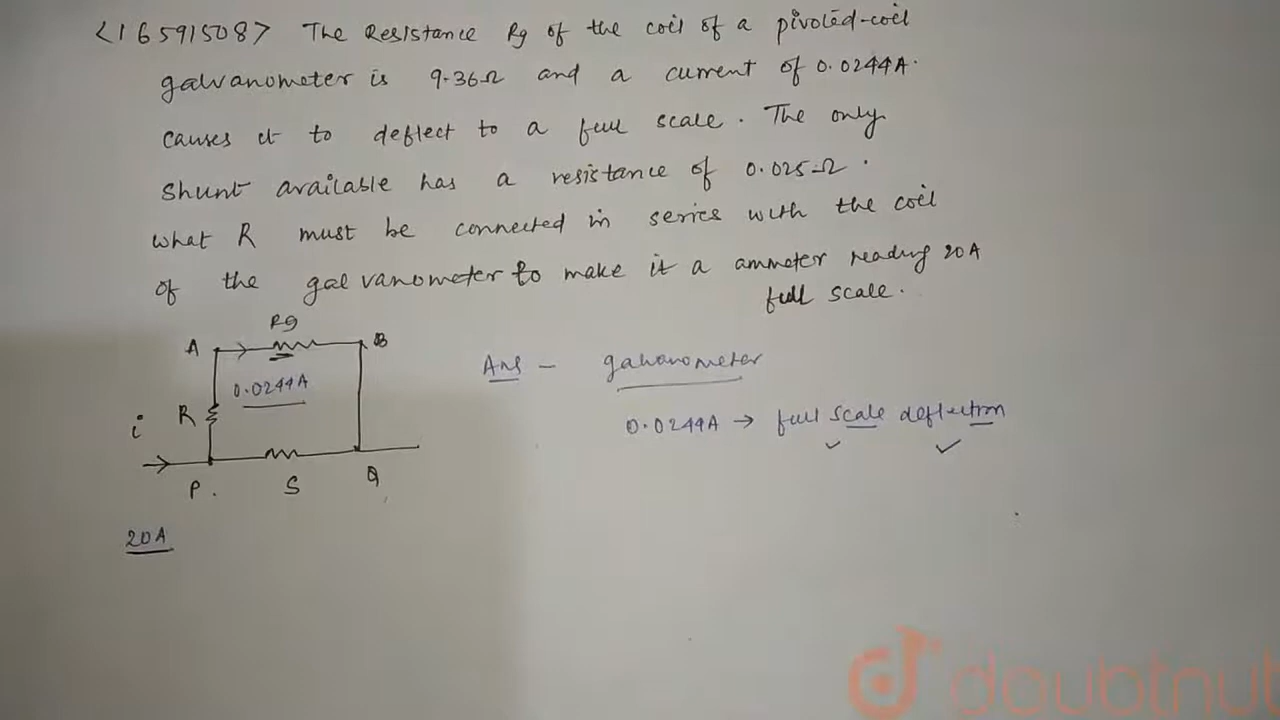 <16591508> The Resistance Rg of the coil of a pivoted-coil
galvanometer is 9.36Ω and a current of 0.0244A.
causes it to deflect to a full scale. The only
shunt available has a resistance of 0.025Ω.
what R must be connected in series with the coil
of the galvanometer to make it a ammeter reading 20A
full scale.
Rg
A B
0.0244A
R
i
P. S Q
20A
Ans - galvanometer
0.0244A → full scale deflection
doubtnut